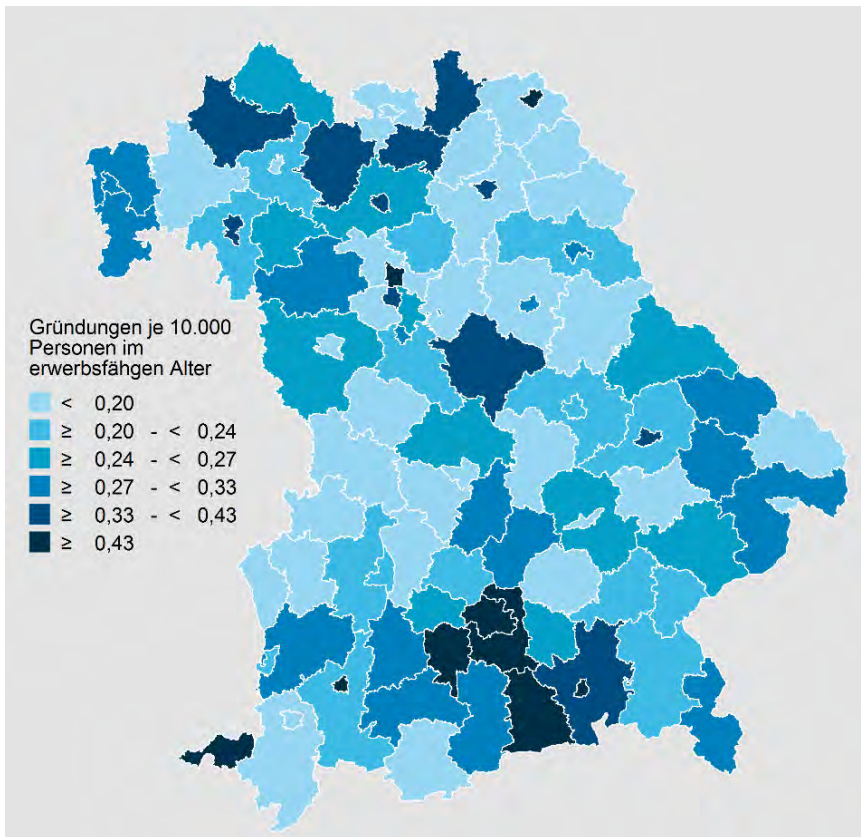 Gründungen je 10.000
Personen im
erwerbsfähgen Alter
< 0,20
≥ 0,20 - < 0,24
≥ 0,24 - < 0,27
≥ 0,27 - < 0,33
≥ 0,33 - < 0,43
≥ 0,43